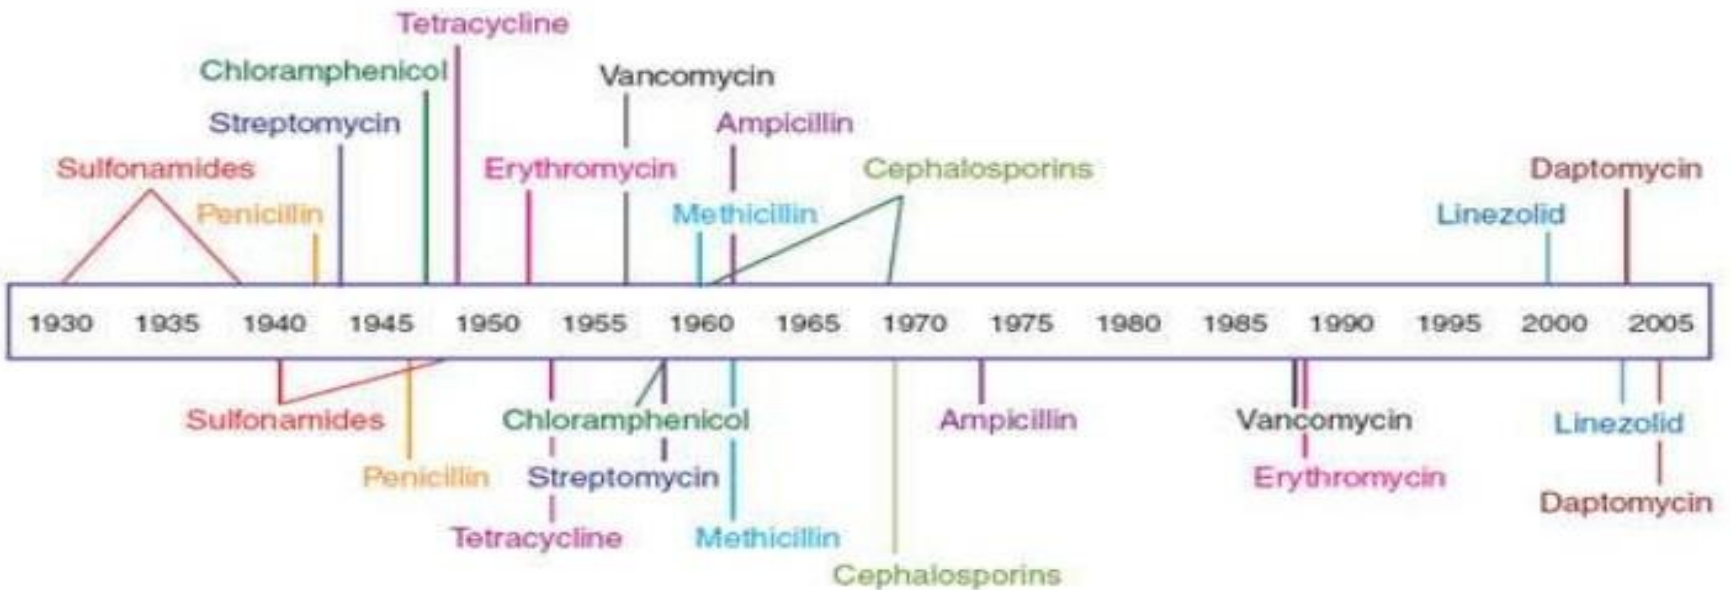 Tetracycline
Chloramphenicol
Vancomycin
Streptomycin
Ampicillin
Sulfonamides
Erythromycin
Cephalosporins
Daptomycin
Penicillin
Methicillin
Linezolid
1930 1935 1940 1945 1950 1955 1960 1965 1970 1975 1980 1985 1990 1995 2000 2005
Sulfonamides
Chloramphenicol
Ampicillin
Vancomycin
Linezolid
Penicillin
Streptomycin
Erythromycin
Daptomycin
Tetracycline
Methicillin
Cephalosporins